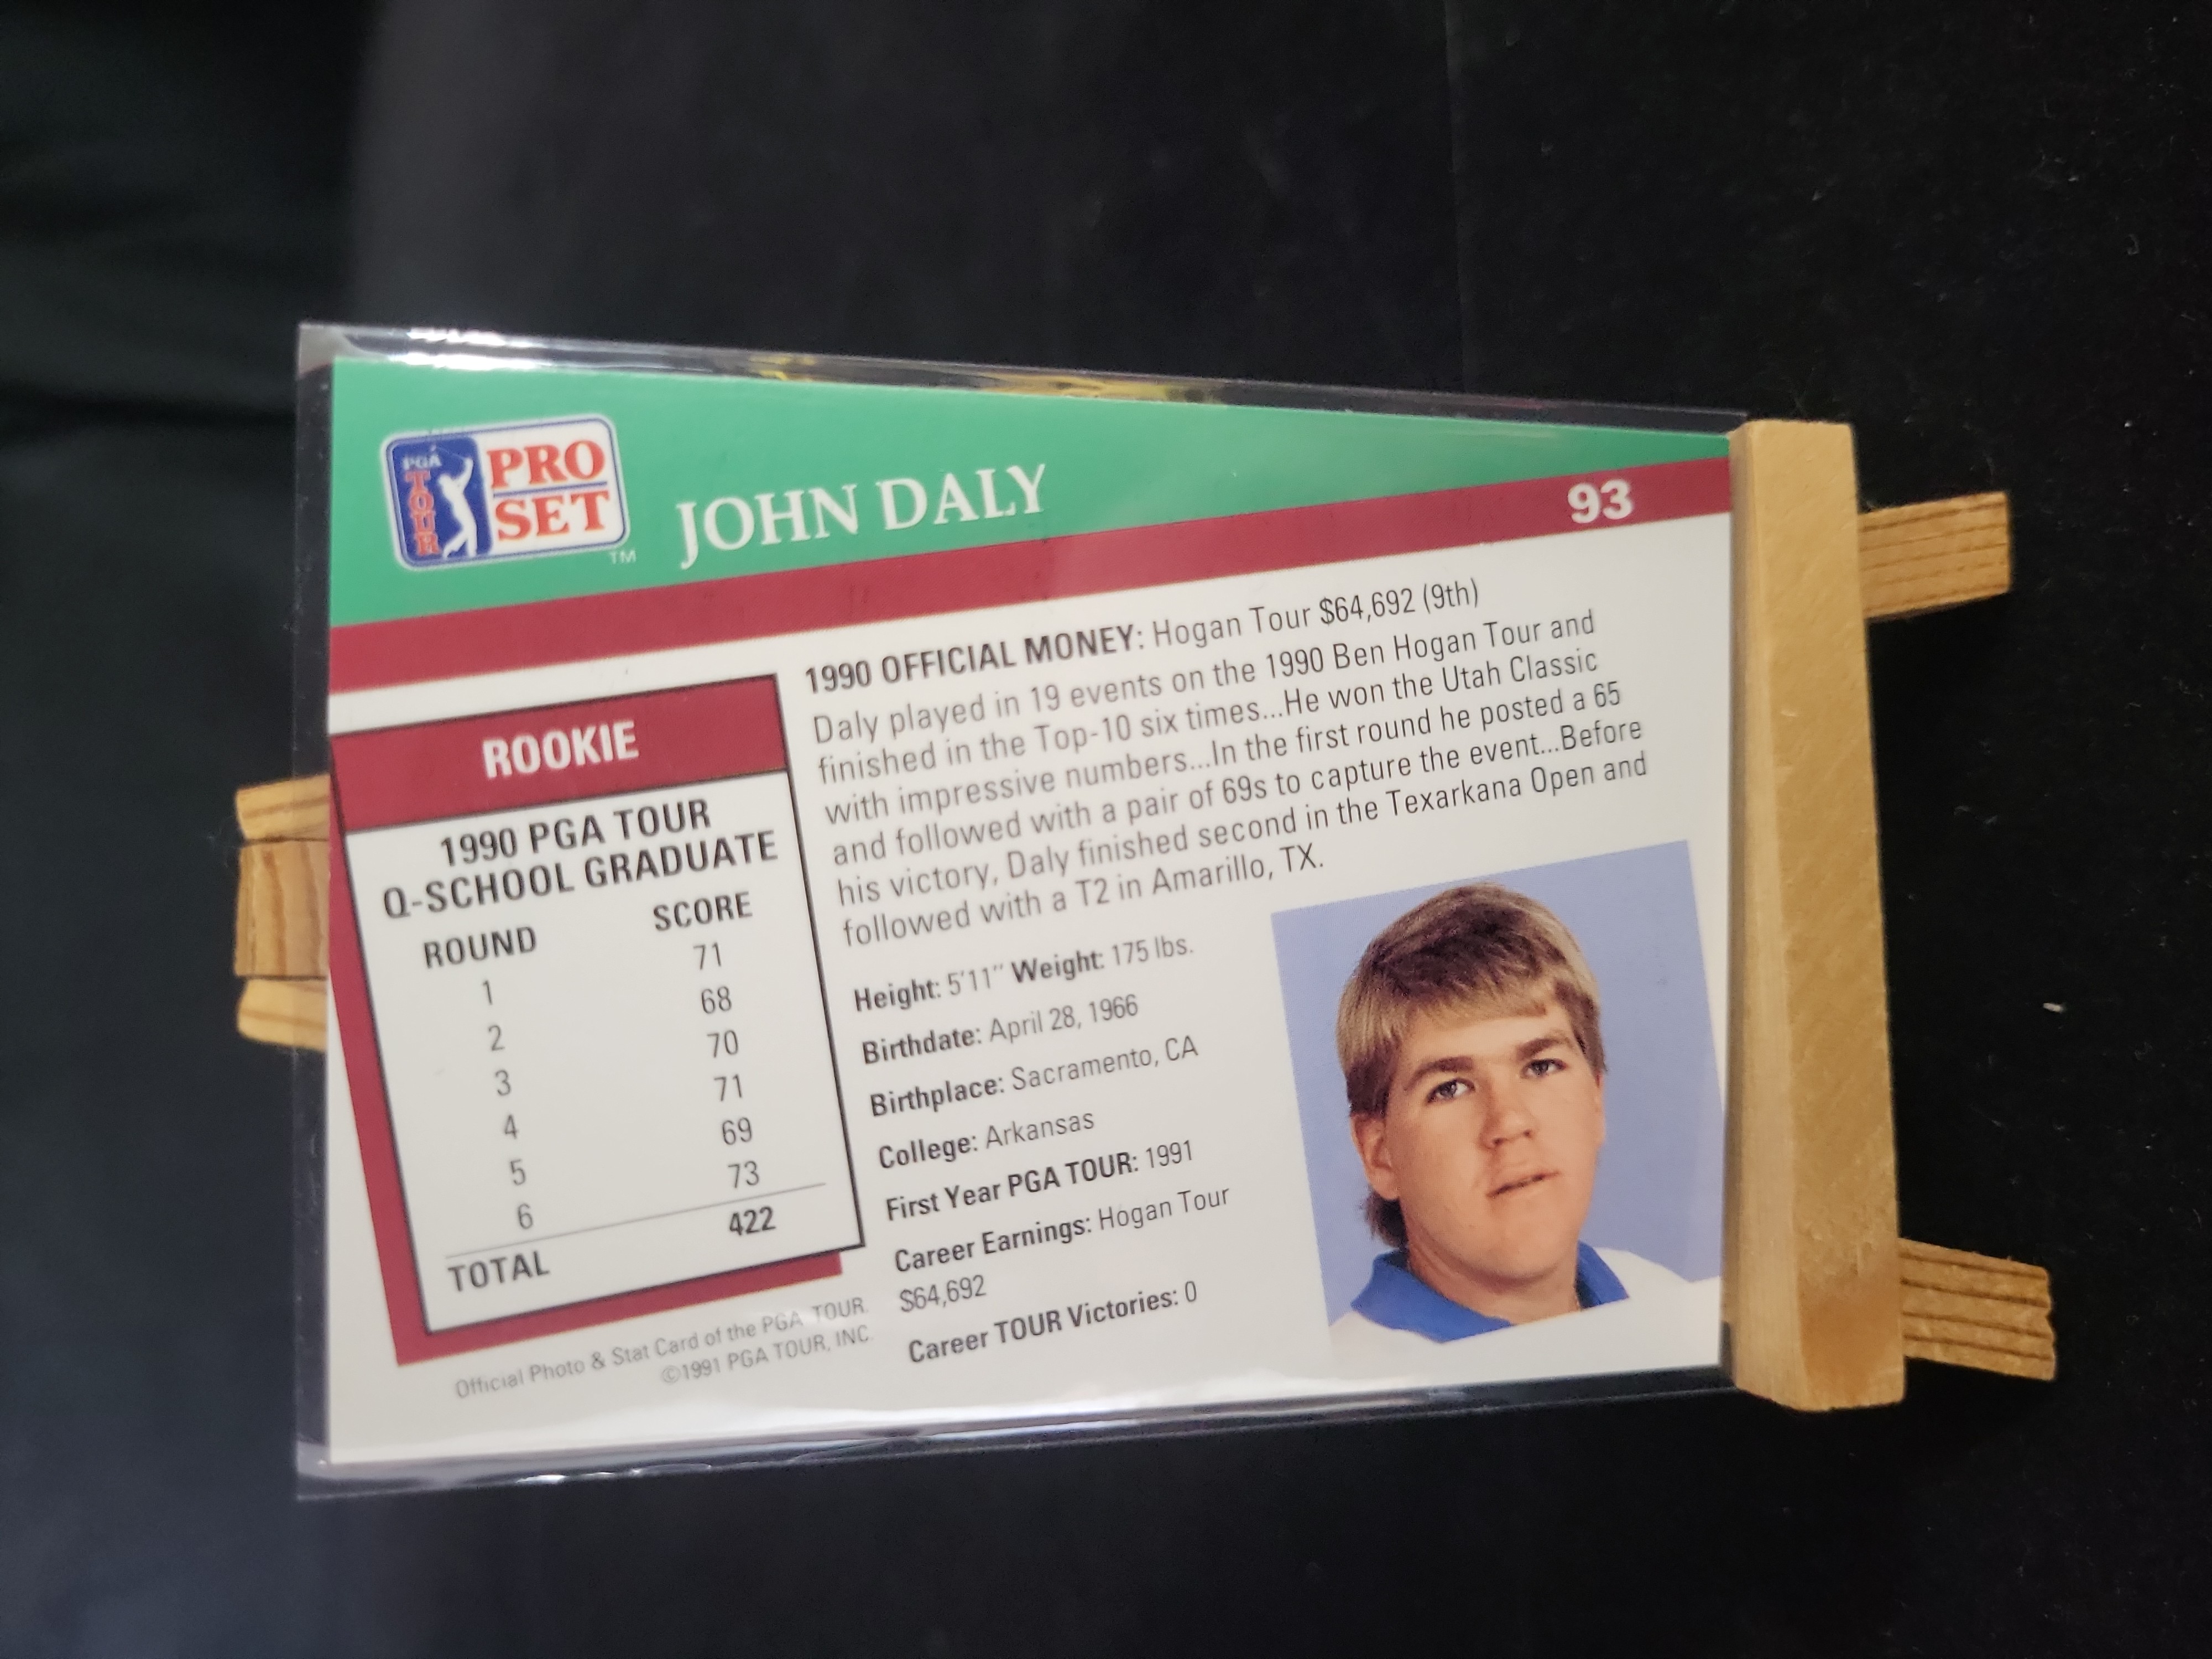 PGA TOUR PRO SET TM
JOHN DALY
93
ROOKIE
1990 PGA TOUR
Q-SCHOOL GRADUATE
ROUND SCORE
1 71
2 68
3 70
4 71
5 69
6 73
TOTAL 422
1990 OFFICIAL MONEY: Hogan Tour $64,692 (9th)
Daly played in 19 events on the 1990 Ben Hogan Tour and
finished in the Top-10 six times...He won the Utah Classic
with impressive numbers...In the first round he posted a 65
and followed with a pair of 69s to capture the event...Before
his victory, Daly finished second in the Texarkana Open and
followed with a T2 in Amarillo, TX.
Height: 5'11" Weight: 175 lbs.
Birthdate: April 28, 1966
Birthplace: Sacramento, CA
College: Arkansas
First Year PGA TOUR: 1991
Career Earnings: Hogan Tour
$64,692
Career TOUR Victories: 0
Official Photo & Stat Card of the PGA TOUR.
©1991 PGA TOUR, INC.